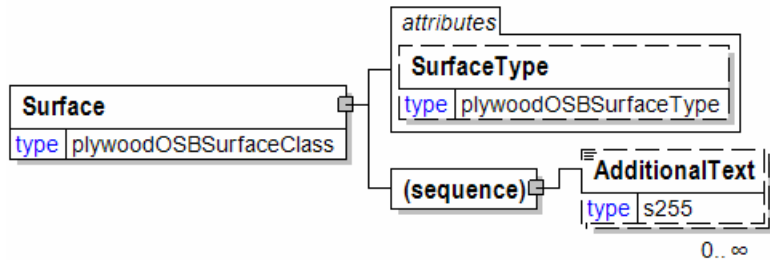 attributes
SurfaceType
type plywoodOSBSurfaceType
Surface
type plywoodOSBSurfaceClass
(sequence)
AdditionalText
type s255
0.. ∞